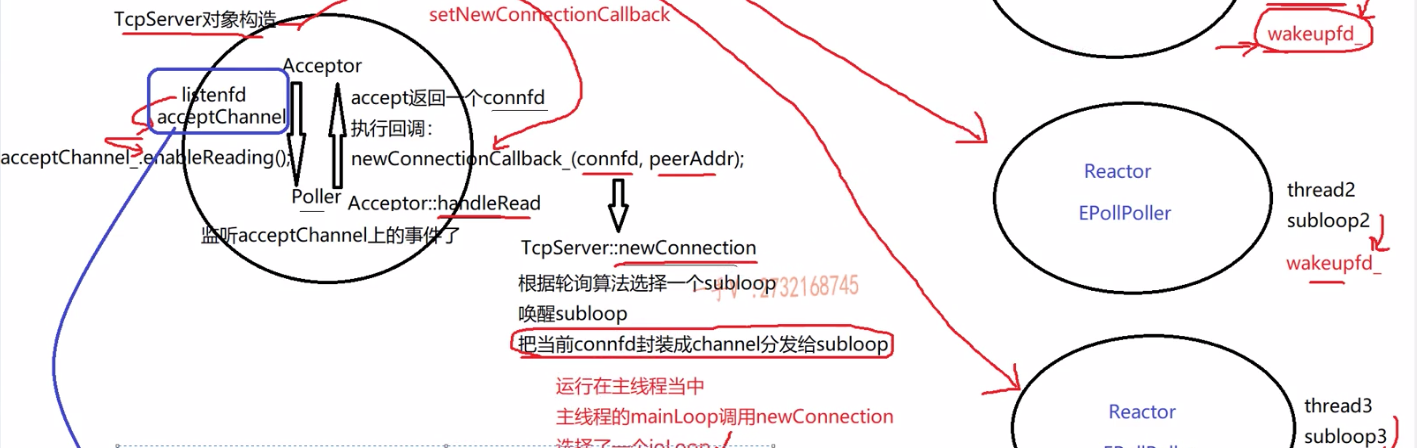 TcpServer对象构造
setNewConnectionCallback
wakeupfd_
Acceptor
listenfd
acceptChannel
accept返回一个connfd
执行回调:
acceptChannel_.enableReading();
newConnectionCallback_(connfd, peerAddr);
Poller
Acceptor::handleRead
监听acceptChannel上的事件了
TcpServer::newConnection
根据轮询算法选择一个subloop
:2732168745
唤醒subloop
把当前connfd封装成channel分发给subloop
运行在主线程当中
主线程的mainLoop调用newConnection
选择了一个ioLoop
Reactor
EPollPoller
thread2
subloop2
wakeupfd_
Reactor
EPollPoller
thread3
subloop3